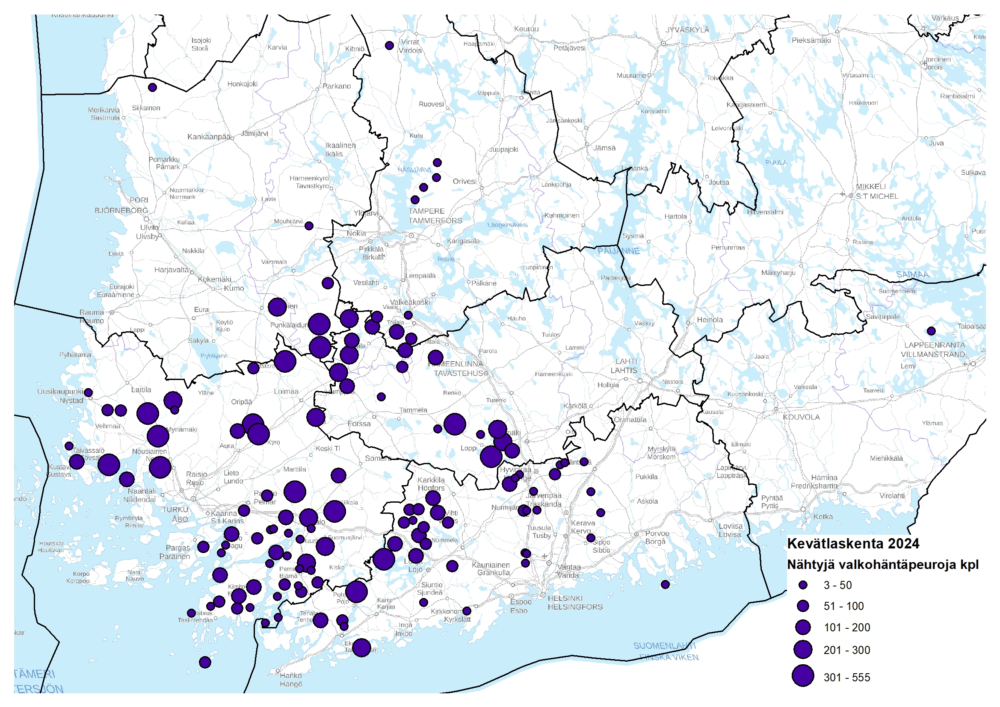 Isojoki
Storå
Karvia
Kihniö
Virrat
Virdois
Haapamäki
Keuruu
Petäjävesi
JYVÄSKYLÄ
Pieksämäki
Varkaus
Joroinen
Jorois
Honkajoki
Parkano
Vilppula
Mänttä
Muurame
Toivakka
Virtasalmi
Rantasalmi
Merikarvia
Sastmola
Siikainen
Ruovesi
Jämsänkoski
Korpilahti
Kangasniemi
Haukivuori
Leivonmäki
Kankaanpää
Jämijärvi
Ikaalinen
Ikalis
Kuru
Juupajoki
Jämsä
Juva
Pomarkku
Påmark
NÄSIJÄRVI
Luhanka
PUULA
Sulkava
Hämeenkyrö
Tavastkyro
Orivesi
Länkipohja
Joutsa
MIKKELI
S:T MICHEL
Noormarkku
Norrmark
Lavia
PORI
BJÖRNEBORG
Ylöjärvi
TAMPERE
TAMMERFORS
Kuhmoinen
Hartola
Hirvensalmi
Anttola
Kullaa
Mouhijärvi
Längelmävesi
Ulvila
Ulvsby
Nokia
Kangasala
Sysmä
Ristiina
Luvia
Nakkila
Pirkkala
Birkala
PÄIJÄNNE
Pertunmaa
Vammala
Roine
Harjavalta
Luopioinen
Mäntyharju
SAIMAA
Kokemäki
Kumo
Lempäälä
Vesilahti
Pälkäne
Padasjoki
Suomenniemi
Eurajoki
Euraåminne
Valkeakoski
Viiala
Rauma
Raumo
Eura
Savitaipale
Köyliö
Kjulo
Punkalaidun
Toijala
Hauho
Vääksy
Heinola
Lappi
Säkylä
Tuulos
LAPPEENRANTA
VILLMANSTRAND
Pyhäranta
Pyhäjärvi
Parola
Lammi
Jaala
Lemi
HÄMEENLINNA
TAVASTEHUS
Hämeenkoski
LAHTI
LAHTIS
Hollola
Nastola
Valkeala
Taavetti
Uusikaupunki
Nystad
Laitila
Yläne
Loimaa
Humppila
Renko
Turenki
Kuusankoski
Oripää
Kärkölä
Kausala
KOUVOLA
Tammela
Forssa
Orimattila
Ylämaa
Vehmaa
Mynämäki
Aura
Kyrö
Koski Tl
Loppi
Myrskylä
Mörskom
Elimäki
Miehikkälä
Taivassalo
Nousiainen
Somero
Kustavi
Gustavs
Marttila
Raisio
Reso
Lieto
Lundo
Karkkila
Högfors
Hyvinkää
Pukkila
Lapinjärvi
Lappträsk
Hamina
Fredrikshamn
Naantali
Nådendal
Järvenpää
Träskända
Askola
Pyhtää
Pyttis
Virolahti
TURKU
ÅBO
Kaarina
S:t Karins
Kiikala
Nurmijärvi
Kotka
Rymättylä
Rimito
Kerava
Kervo
Loviisa
Lovisa
Tuusula
Tusby
Porvoo
Borgå
Houtskär
Houtskari
Pargas
Parainen
Suomusjärvi
Nummela
Sipoo
Sibbo
Korpo
Korppoo
Nagu
Nauvo
Kisko
Lojo
Kauniainen
Grankulla
Vantaa
Vanda
Siuntio
Sjundeå
Karis
Karjaa
Espoo
Esbo
HELSINKI
HELSINGFORS
Kyrkslätt
Taalintehdas
Ingå
Inkoo
Hanko
Hangö
SUOMENLAHTI
FINSKA VIKEN
Kevätlaskenta 2024
Nähtyjä valkohäntäpeuroja kpl
3 - 50
51 - 100
101 - 200
201 - 300
301 - 555